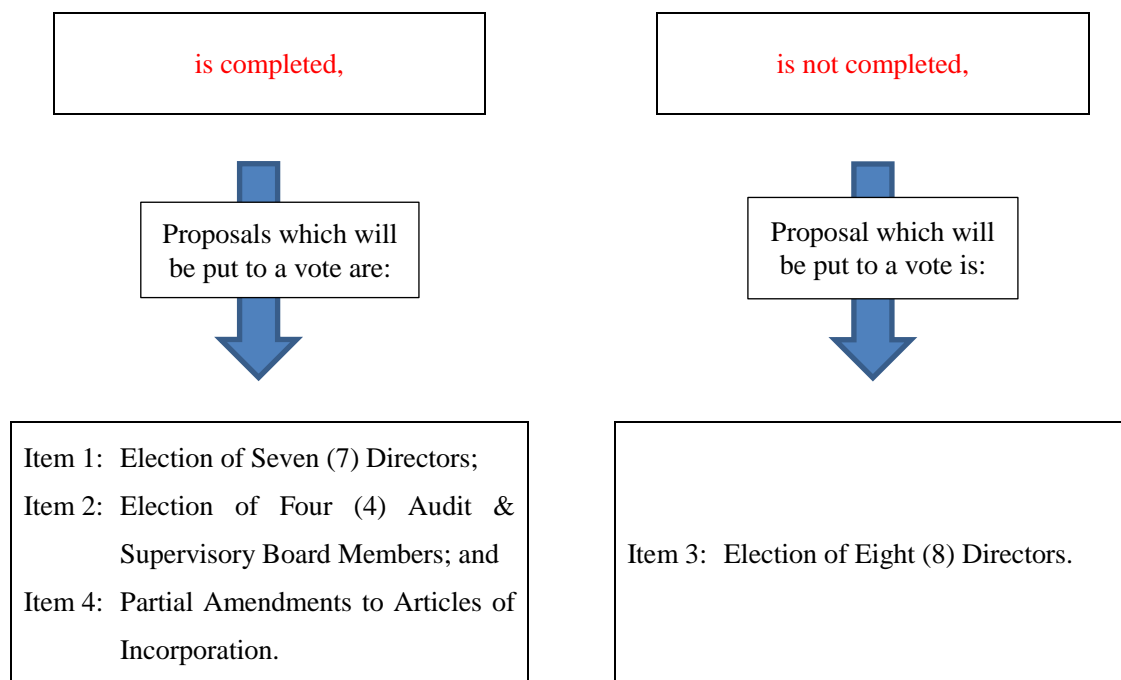 is completed,
Proposals which will
be put to a vote are:
Item 1: Election of Seven (7) Directors;
Item 2: Election of Four (4) Audit &
Supervisory Board Members; and
Item 4: Partial Amendments to Articles of
Incorporation.
is not completed,
Proposal which will
be put to a vote is:
Item 3: Election of Eight (8) Directors.